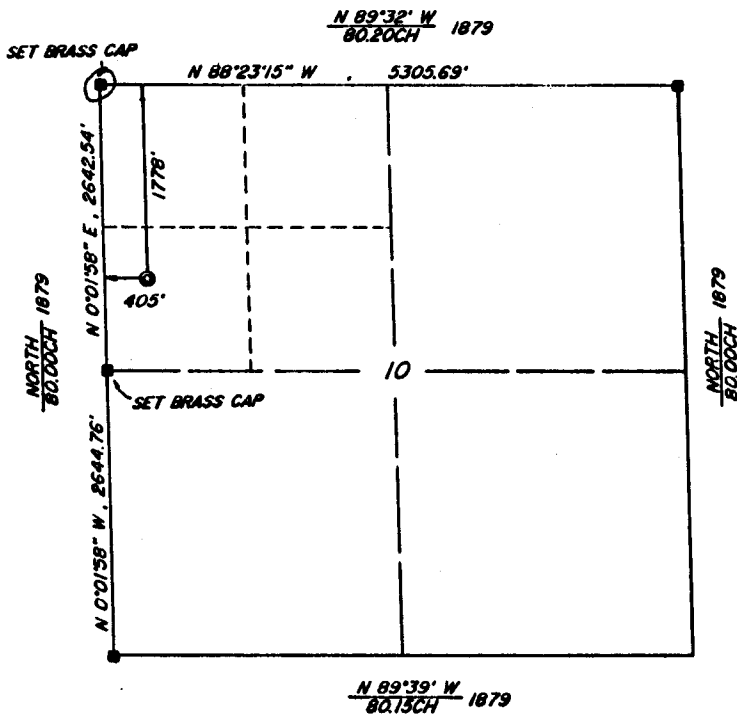 N 89°32' W
80.20CH 1879
SET BRASS CAP
N 88°23'15" W , 5305.69'
N 0°01'58" E , 2642.54'
1778'
405'
NORTH
80.00CH 1879
NORTH
80.00CH 1879
10
SET BRASS CAP
N 0°01'58" W , 2644.76'
N 89°39' W
80.15CH 1879